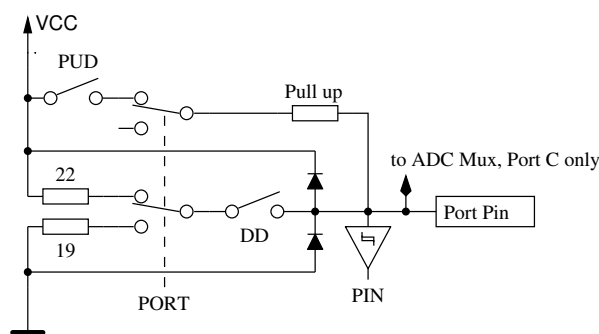 VCC
PUD
Pull up
to ADC Mux, Port C only
22
Port Pin
19
DD
PIN
PORT